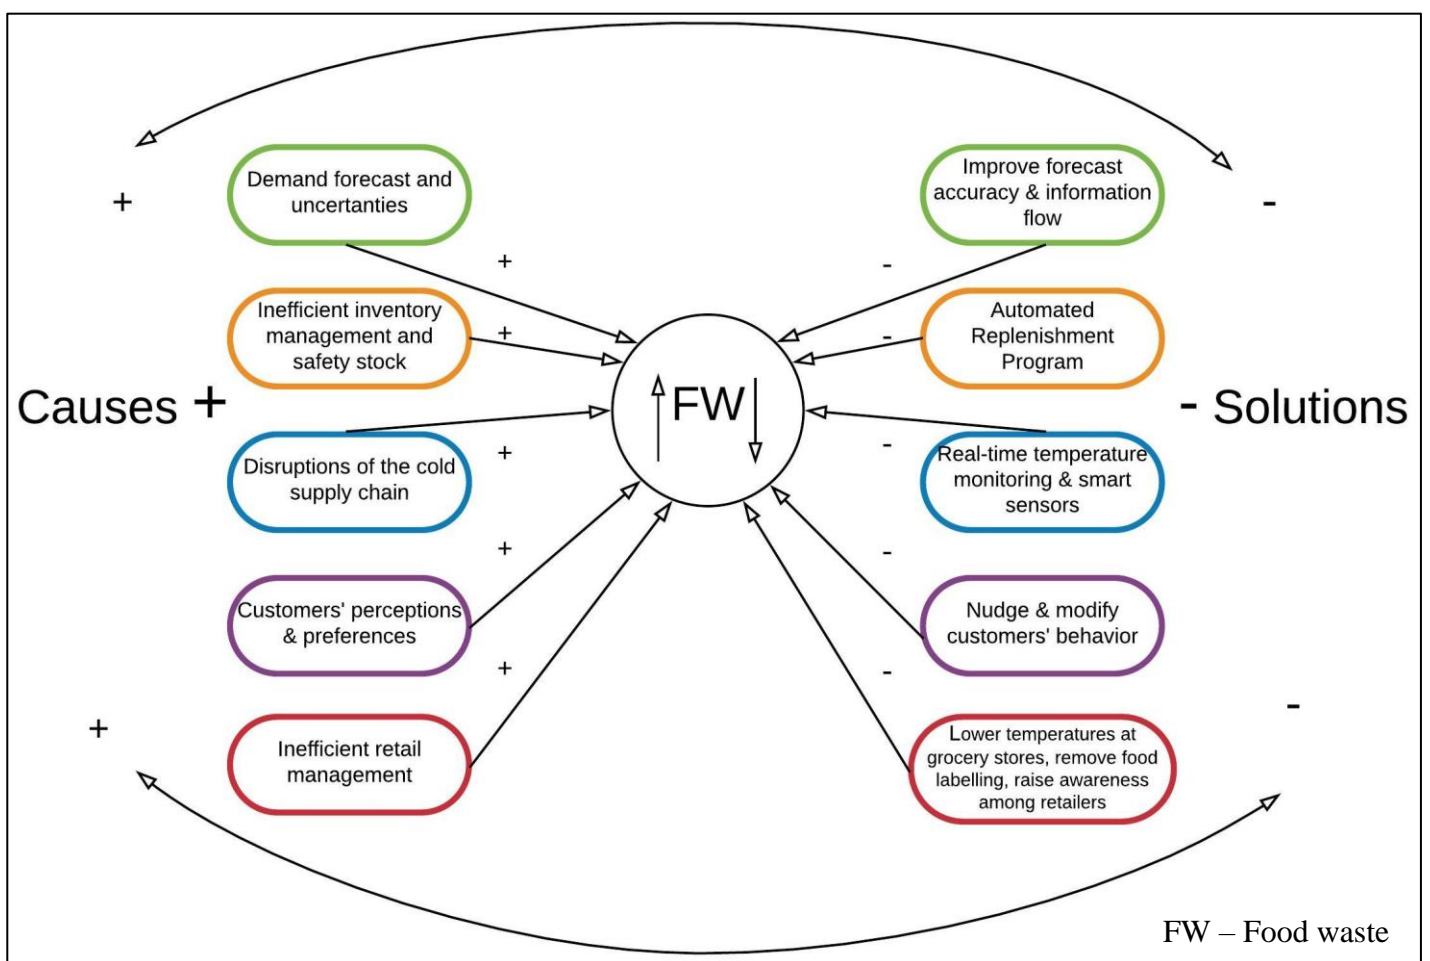 +
-
Demand forecast and
uncertanties
Improve forecast
accuracy & information
flow
+
-
Inefficient inventory
management and
safety stock
+
-
Automated
Replenishment
Program
Causes +
FW
- Solutions
Disruptions of the cold
supply chain
+
-
Real-time temperature
monitoring & smart
sensors
+
-
Customers' perceptions
& preferences
Nudge & modify
customers' behavior
+
-
+
-
Inefficient retail
management
Lower temperatures at
grocery stores, remove food
labelling, raise awareness
among retailers
FW – Food waste